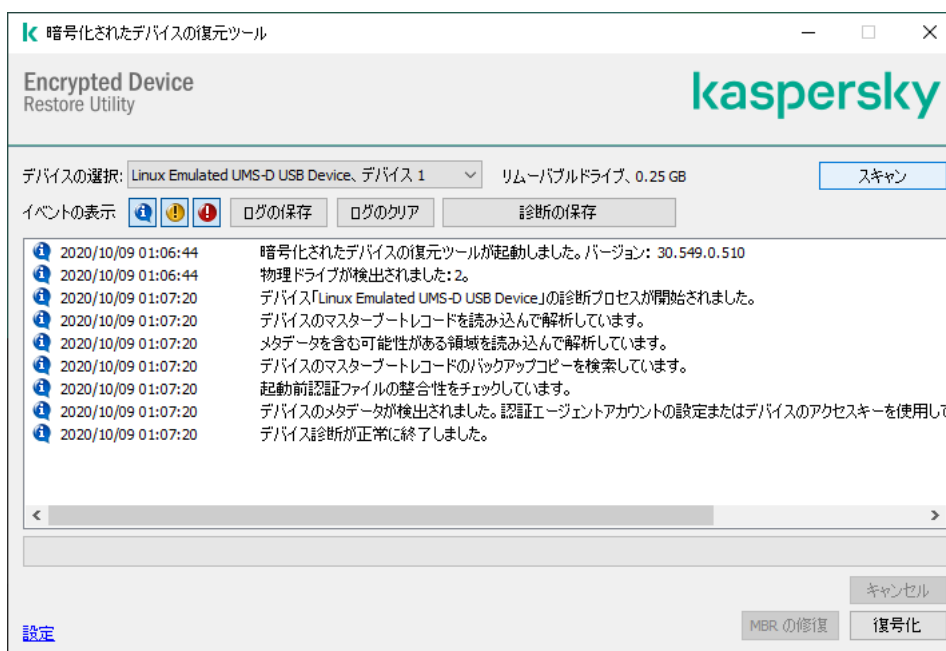 暗号化されたデバイスの復元ツール
Encrypted Device
Restore Utility
kaspersky
デバイスの選択: Linux Emulated UMS-D USB Device、デバイス 1 リムーバブルドライブ、0.25 GB スキャン
イベントの表示 ログの保存 ログのクリア 診断の保存
2020/10/09 01:06:44 暗号化されたデバイスの復元ツールが起動しました。バージョン: 30.549.0.510
2020/10/09 01:06:44 物理ドライブが検出されました: 2。
2020/10/09 01:07:20 デバイス「Linux Emulated UMS-D USB Device」の診断プロセスが開始されました。
2020/10/09 01:07:20 デバイスのマスターブートレコードを読み込んで解析しています。
2020/10/09 01:07:20 メタデータを含む可能性がある領域を読み込んで解析しています。
2020/10/09 01:07:20 デバイスのマスターブートレコードのバックアップコピーを検索しています。
2020/10/09 01:07:20 起動前認証ファイルの整合性をチェックしています。
2020/10/09 01:07:20 デバイスのメタデータが検出されました。認証エージェントアカウントの設定またはデバイスのアクセスキーを使用して
2020/10/09 01:07:20 デバイス診断が正常に終了しました。
キャンセル
設定 MBR の修復 復号化